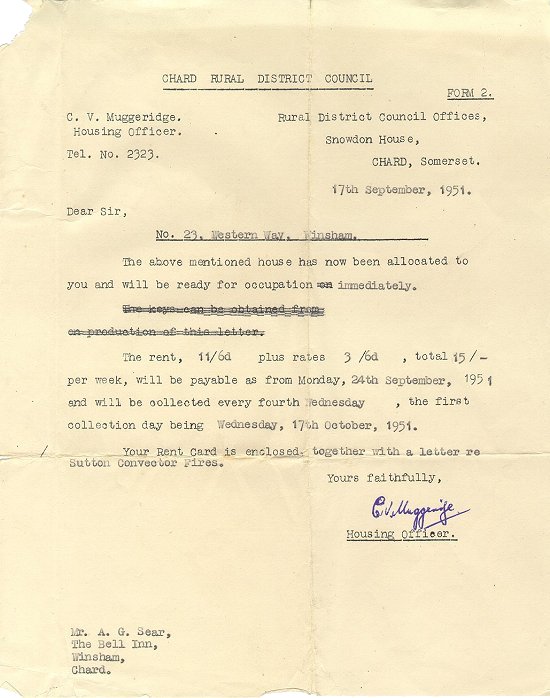 CHARD RURAL DISTRICT COUNCIL
FORM 2.
C. V. Muggeridge.
Housing Officer.
Tel. No. 2323.
Rural District Council Offices,
Snowdon House,
CHARD, Somerset.
17th September, 1951.
Dear Sir,
No. 23, Western Way, Winsham.
The above mentioned house has now been allocated to
you and will be ready for occupation on immediately.
The keys can be obtained from
on production of this letter.
The rent, 11/6d plus rates 3 /6d , total 15/-
per week, will be payable as from Monday, 24th September, 1951
and will be collected every fourth Wednesday , the first
collection day being Wednesday, 17th October, 1951.
/ Your Rent Card is enclosed, together with a letter re
Sutton Convector Fires.
Yours faithfully,
C.V. Muggeridge
Housing Officer.
Mr. A. G. Sear,
The Bell Inn,
Winsham,
Chard.